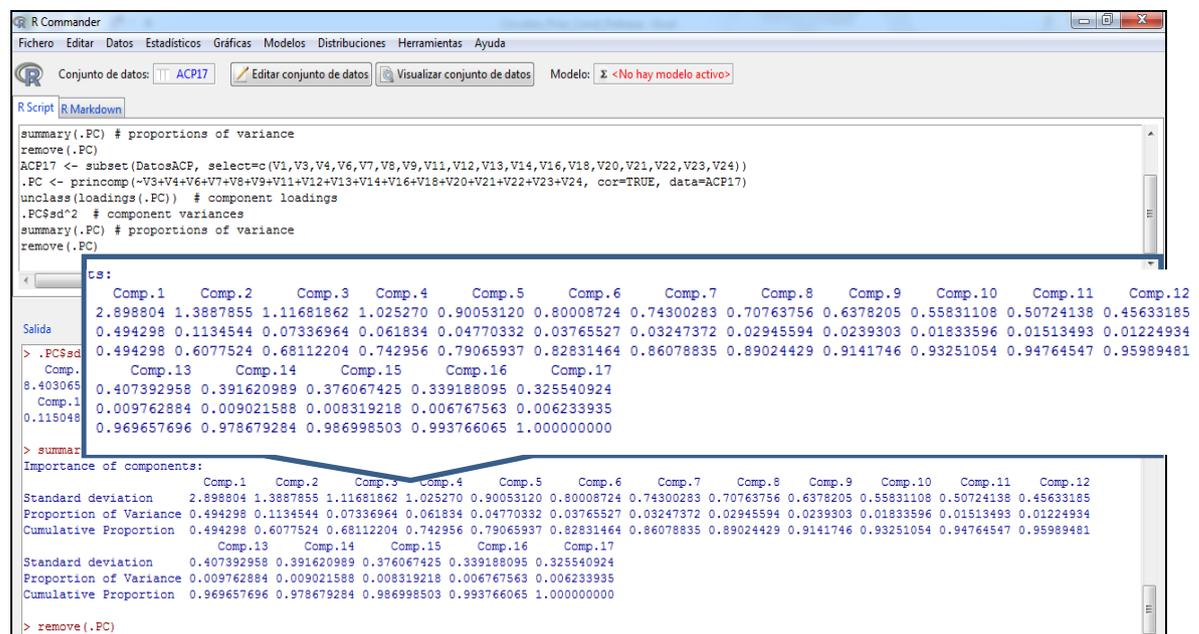 R Commander
Fichero Editar Datos Estadísticos Gráficas Modelos Distribuciones Herramientas Ayuda
Conjunto de datos: ACP17 Editar conjunto de datos Visualizar conjunto de datos Modelo: Σ <No hay modelo activo>
R Script R Markdown
summary(.PC) # proportions of variance
remove(.PC)
ACP17 <- subset(DatosACP, select=c(V1,V3,V4,V6,V7,V8,V9,V11,V12,V13,V14,V16,V18,V20,V21,V22,V23,V24))
.PC <- princomp(~V3+V4+V6+V7+V8+V9+V11+V12+V13+V14+V16+V18+V20+V21+V22+V23+V24, cor=TRUE, data=ACP17)
unclass(loadings(.PC)) # component loadings
.PC$sd^2 # component variances
summary(.PC) # proportions of variance
remove(.PC)
ts:
Comp.1 Comp.2 Comp.3 Comp.4 Comp.5 Comp.6 Comp.7 Comp.8 Comp.9 Comp.10 Comp.11 Comp.12
2.898804 1.3887855 1.11681862 1.025270 0.90053120 0.80008724 0.74300283 0.70763756 0.6378205 0.55831108 0.50724138 0.45633185
0.494298 0.1134544 0.07336964 0.061834 0.04770332 0.03765527 0.03247372 0.02945594 0.0239303 0.01833596 0.01513493 0.01224934
0.494298 0.6077524 0.68112204 0.742956 0.79065937 0.82831464 0.86078835 0.89024429 0.9141746 0.93251054 0.94764547 0.95989481
Comp.13 Comp.14 Comp.15 Comp.16 Comp.17
0.407392958 0.391620989 0.376067425 0.339188095 0.325540924
0.009762884 0.009021588 0.008319218 0.006767563 0.006233935
0.969657696 0.978679284 0.986998503 0.993766065 1.000000000
Salida
> .PC$sd
Comp.
8.403065
Comp.1
0.115048
> summar
Importance of components:
Comp.1 Comp.2 Comp.3 Comp.4 Comp.5 Comp.6 Comp.7 Comp.8 Comp.9 Comp.10 Comp.11 Comp.12
Standard deviation 2.898804 1.3887855 1.11681862 1.025270 0.90053120 0.80008724 0.74300283 0.70763756 0.6378205 0.55831108 0.50724138 0.45633185
Proportion of Variance 0.494298 0.1134544 0.07336964 0.061834 0.04770332 0.03765527 0.03247372 0.02945594 0.0239303 0.01833596 0.01513493 0.01224934
Cumulative Proportion 0.494298 0.6077524 0.68112204 0.742956 0.79065937 0.82831464 0.86078835 0.89024429 0.9141746 0.93251054 0.94764547 0.95989481
Comp.13 Comp.14 Comp.15 Comp.16 Comp.17
Standard deviation 0.407392958 0.391620989 0.376067425 0.339188095 0.325540924
Proportion of Variance 0.009762884 0.009021588 0.008319218 0.006767563 0.006233935
Cumulative Proportion 0.969657696 0.978679284 0.986998503 0.993766065 1.000000000
> remove(.PC)